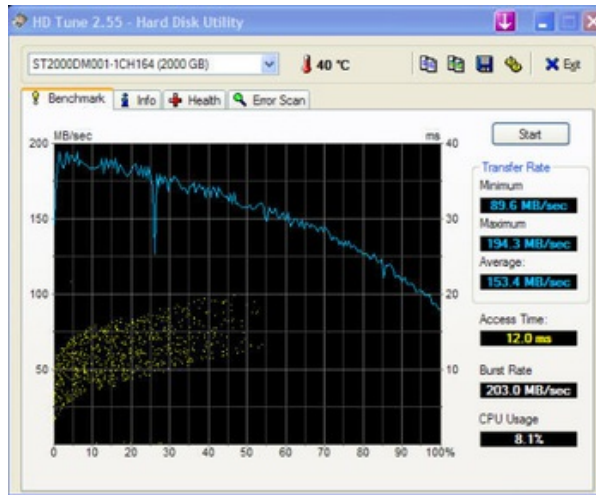 HD Tune 2.55 - Hard Disk Utility
ST2000DM001-1CH164 (2000 GB)
40 °C
Exit
Benchmark Info Health Error Scan
MB/sec ms
200 40
150 30
100 20
50 10
0 10 20 30 40 50 60 70 80 90 100%
Start
Transfer Rate
Minimum
89.6 MB/sec
Maximum
194.3 MB/sec
Average:
153.4 MB/sec
Access Time:
12.0 ms
Burst Rate
203.0 MB/sec
CPU Usage
8.1%